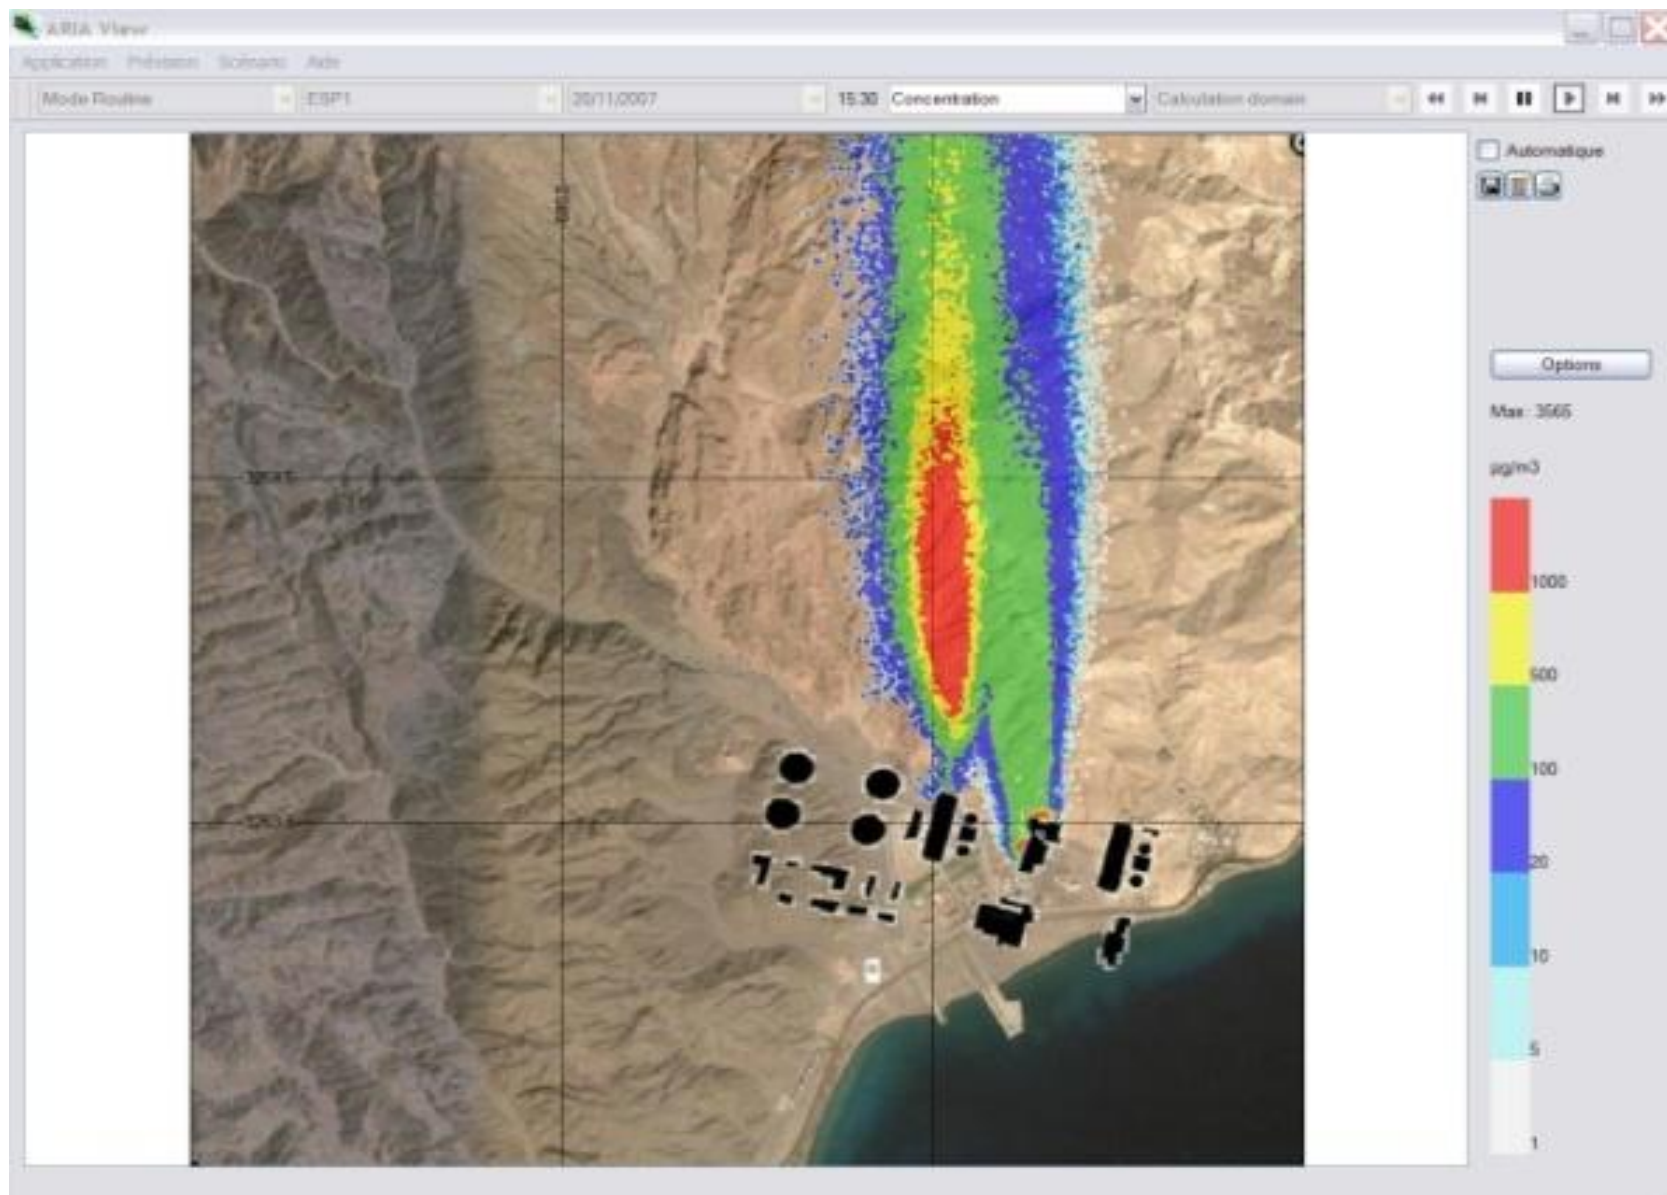 ARIA View
Application Prévision Scénario Aide
Mode Routine ESP1 20/11/2007 15:30 Concentration Calculation domain
Automatique
Options
Max : 3565
µg/m3
1000
500
100
20
10
5
1